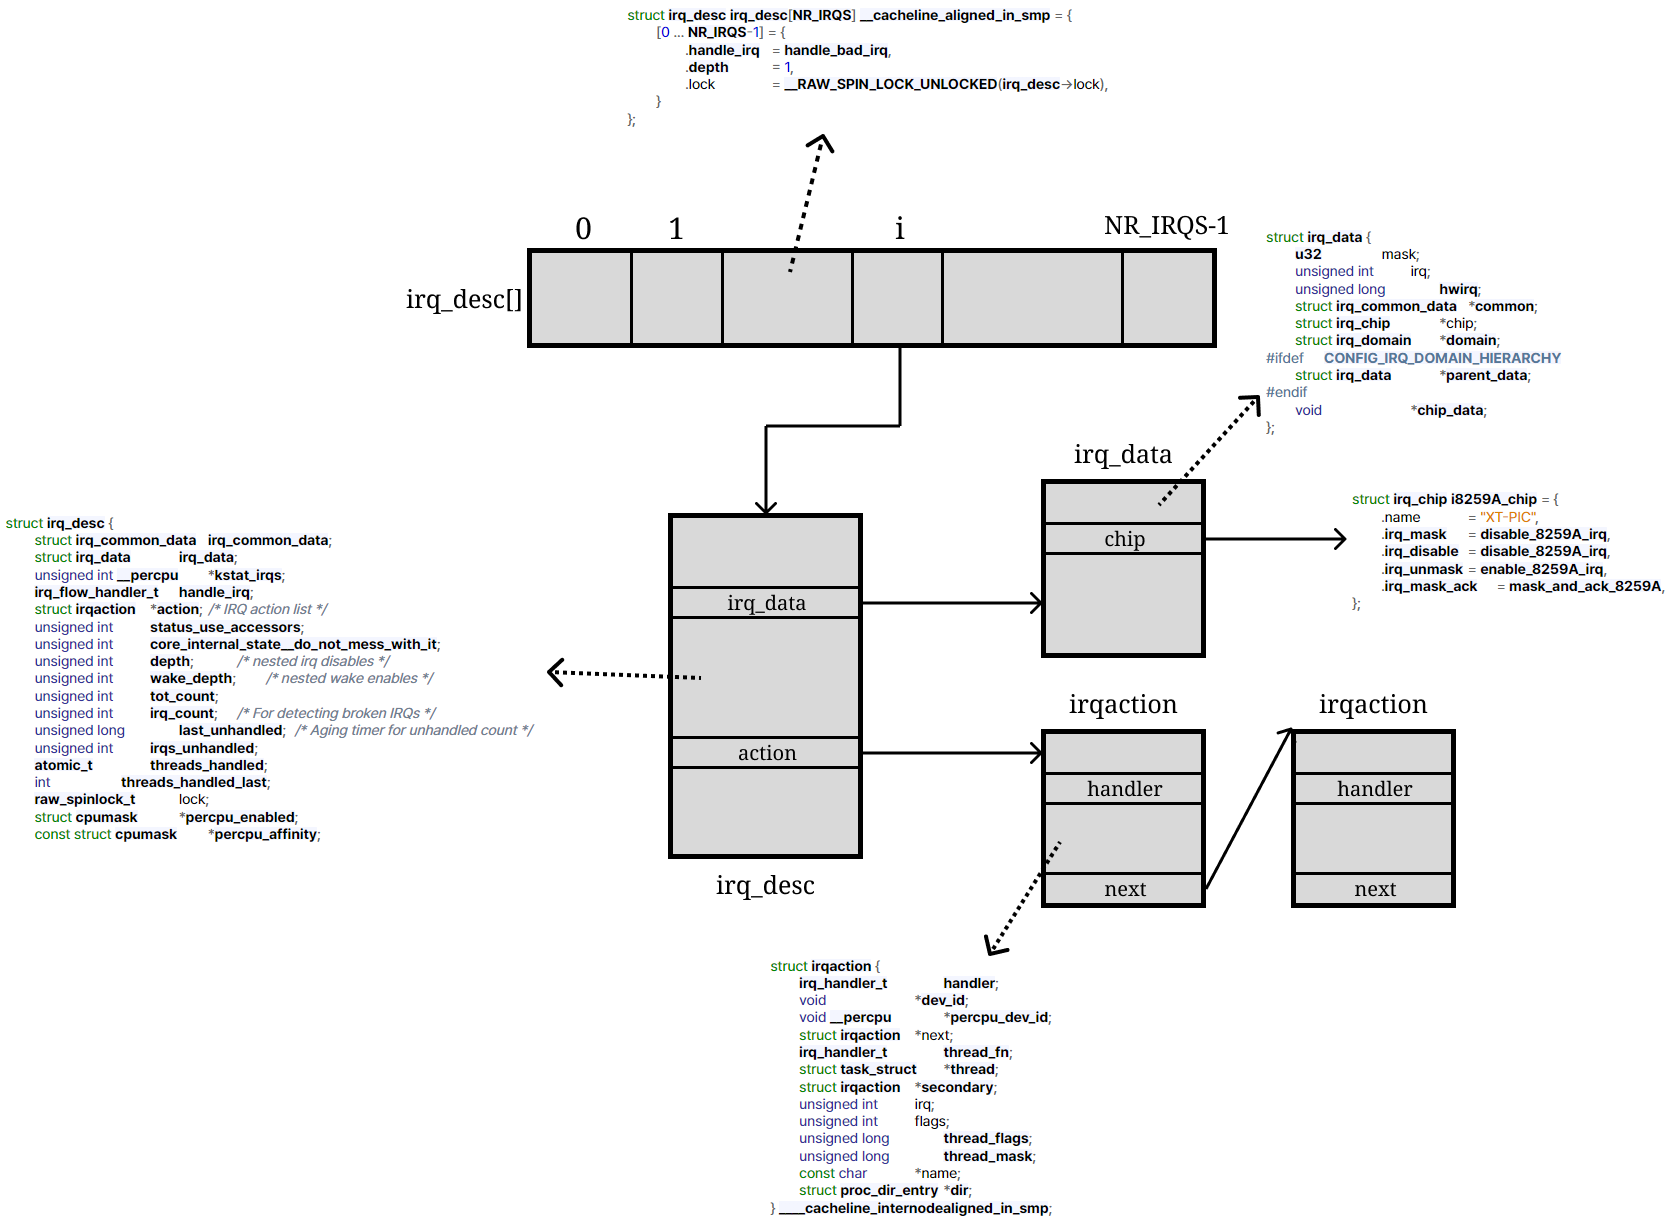 struct irq_desc irq_desc[NR_IRQS] __cacheline_aligned_in_smp = {
[0 ... NR_IRQS-1] = {
.handle_irq = handle_bad_irq,
.depth = 1,
.lock = __RAW_SPIN_LOCK_UNLOCKED(irq_desc->lock),
}
};
0 1 i NR_IRQS-1
irq_desc[]
struct irq_data {
u32 mask;
unsigned int irq;
unsigned long hwirq;
struct irq_common_data *common;
struct irq_chip *chip;
struct irq_domain *domain;
#ifdef CONFIG_IRQ_DOMAIN_HIERARCHY
struct irq_data *parent_data;
#endif
void *chip_data;
};
irq_data
chip
struct irq_chip i8259A_chip = {
.name = "XT-PIC",
.irq_mask = disable_8259A_irq,
.irq_disable = disable_8259A_irq,
.irq_unmask = enable_8259A_irq,
.irq_mask_ack = mask_and_ack_8259A,
};
struct irq_desc {
struct irq_common_data irq_common_data;
struct irq_data irq_data;
unsigned int __percpu *kstat_irqs;
irq_flow_handler_t handle_irq;
struct irqaction *action; /* IRQ action list */
unsigned int status_use_accessors;
unsigned int core_internal_state__do_not_mess_with_it;
unsigned int depth; /* nested irq disables */
unsigned int wake_depth; /* nested wake enables */
unsigned int tot_count;
unsigned int irq_count; /* For detecting broken IRQs */
unsigned long last_unhandled; /* Aging timer for unhandled count */
unsigned int irqs_unhandled;
atomic_t threads_handled;
int threads_handled_last;
raw_spinlock_t lock;
struct cpumask *percpu_enabled;
const struct cpumask *percpu_affinity;
irq_data
action
irq_desc
irqaction
handler
next
irqaction
handler
next
struct irqaction {
irq_handler_t handler;
void *dev_id;
void __percpu *percpu_dev_id;
struct irqaction *next;
irq_handler_t thread_fn;
struct task_struct *thread;
struct irqaction *secondary;
unsigned int irq;
unsigned int flags;
unsigned long thread_flags;
unsigned long thread_mask;
const char *name;
struct proc_dir_entry *dir;
} ____cacheline_internodealigned_in_smp;